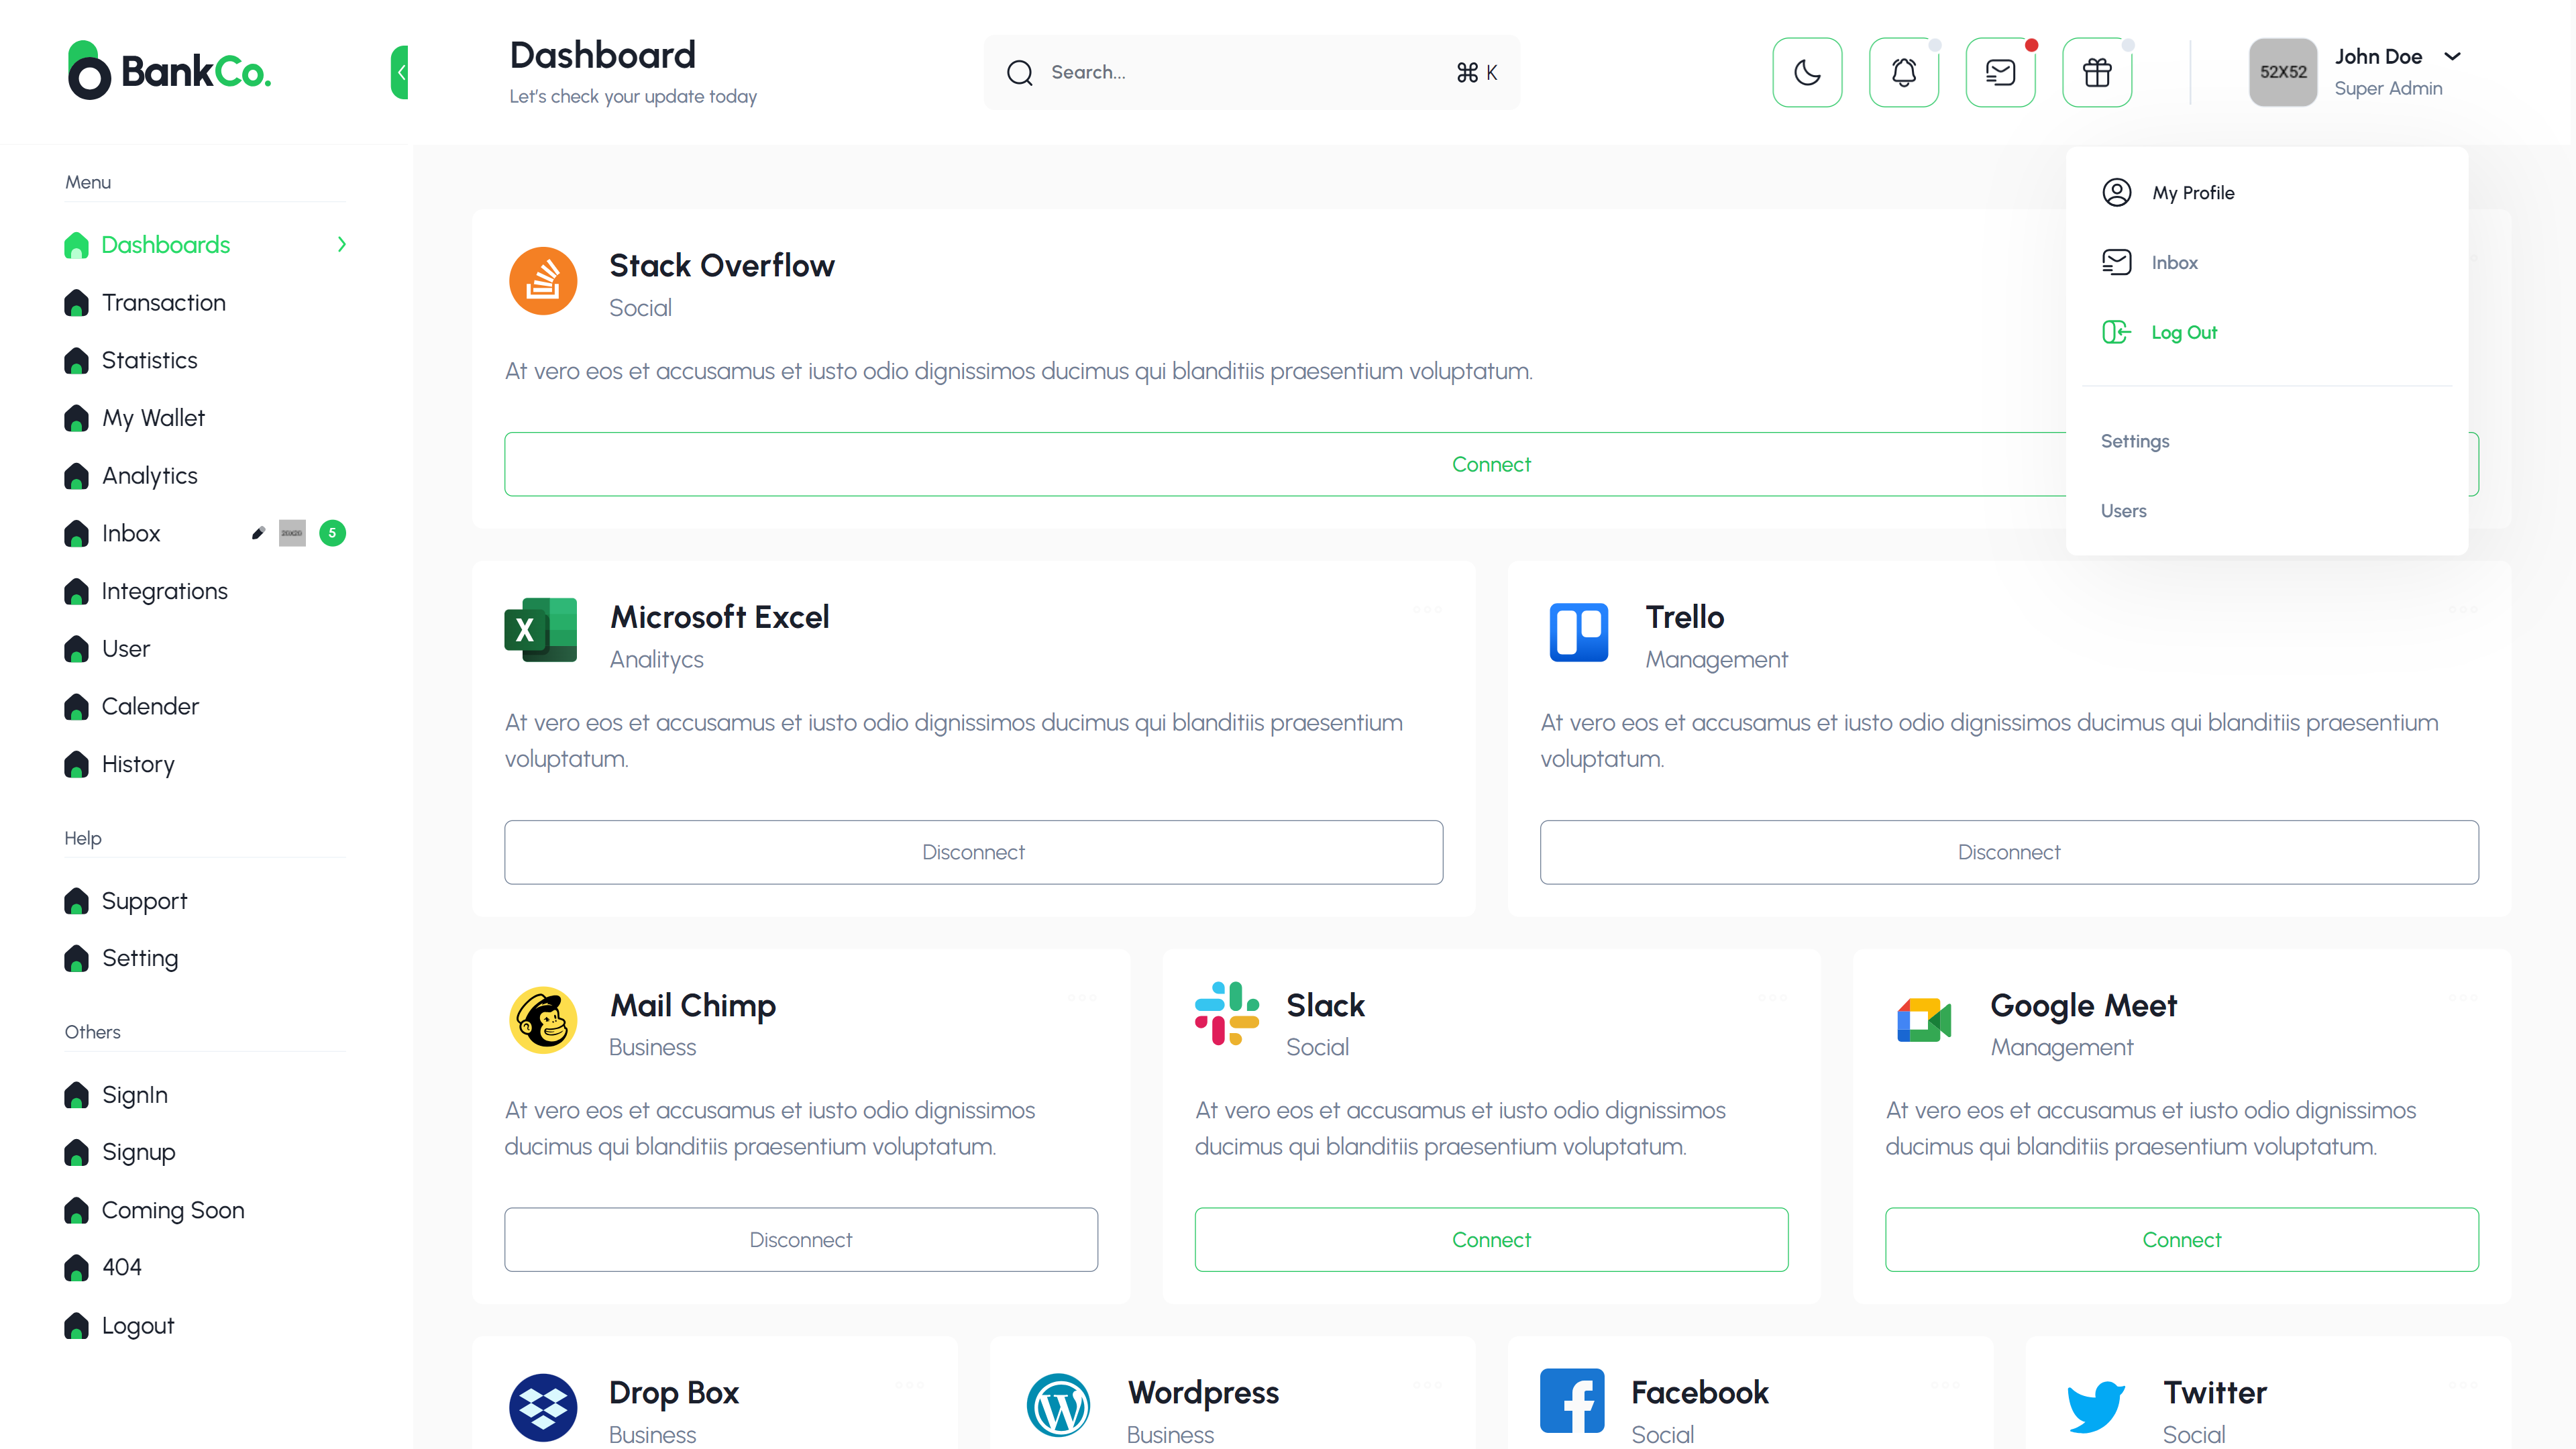 BankCo.
Dashboard
Let's check your update today
Search...
⌘ K
52X52
John Doe
Super Admin
Menu
Dashboards
Transaction
Statistics
My Wallet
Analytics
Inbox
5
Integrations
User
Calender
History
Help
Support
Setting
Others
SignIn
Signup
Coming Soon
404
Logout
My Profile
Inbox
Log Out
Settings
Users
Stack Overflow
Social
At vero eos et accusamus et iusto odio dignissimos ducimus qui blanditiis praesentium voluptatum.
Connect
Microsoft Excel
Analitycs
At vero eos et accusamus et iusto odio dignissimos ducimus qui blanditiis praesentium
voluptatum.
Disconnect
Trello
Management
At vero eos et accusamus et iusto odio dignissimos ducimus qui blanditiis praesentium
voluptatum.
Disconnect
Mail Chimp
Business
At vero eos et accusamus et iusto odio dignissimos
ducimus qui blanditiis praesentium voluptatum.
Disconnect
Slack
Social
At vero eos et accusamus et iusto odio dignissimos
ducimus qui blanditiis praesentium voluptatum.
Connect
Google Meet
Management
At vero eos et accusamus et iusto odio dignissimos
ducimus qui blanditiis praesentium voluptatum.
Connect
Drop Box
Business
Wordpress
Business
Facebook
Social
Twitter
Social